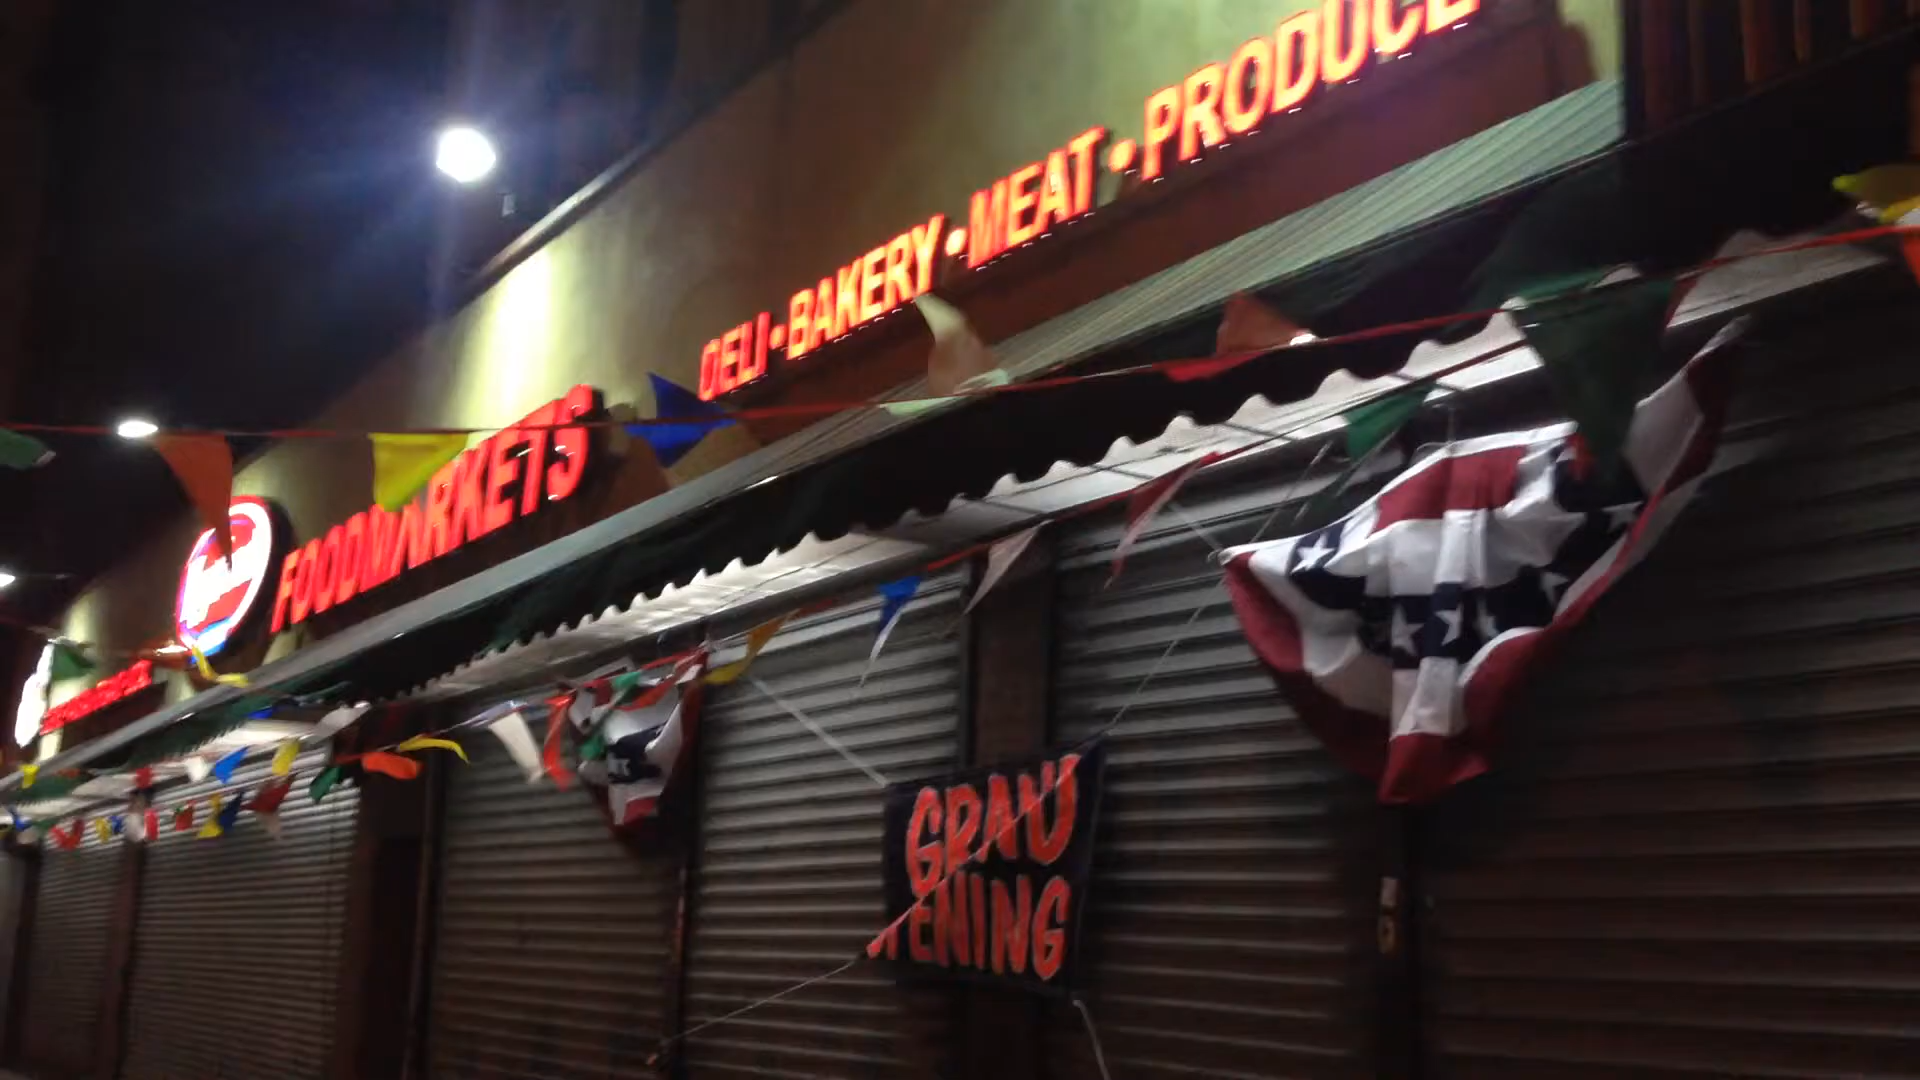 DELI • BAKERY • MEAT • PRODUCE
FOODMARKETS
GRAND
OPENING